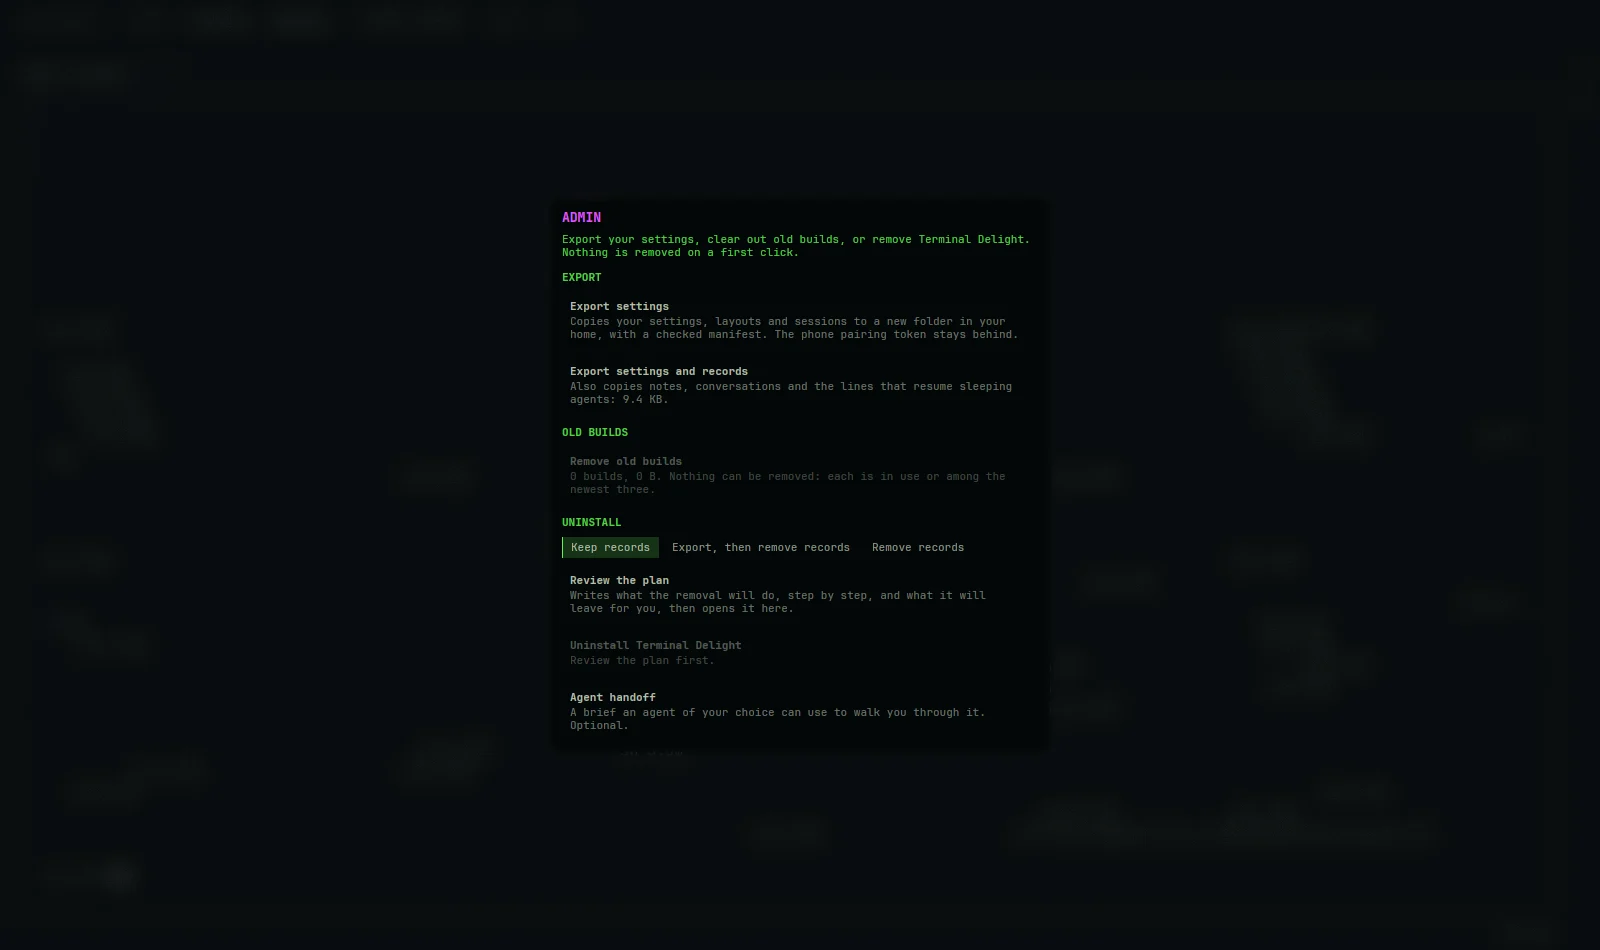 ADMIN
Export your settings, clear out old builds, or remove Terminal Delight.
Nothing is removed on a first click.
EXPORT
Export settings
Copies your settings, layouts and sessions to a new folder in your
home, with a checked manifest. The phone pairing token stays behind.
Export settings and records
Also copies notes, conversations and the lines that resume sleeping
agents: 9.4 KB.
OLD BUILDS
Remove old builds
0 builds, 0 B. Nothing can be removed: each is in use or among the
newest three.
UNINSTALL
Keep records Export, then remove records Remove records
Review the plan
Writes what the removal will do, step by step, and what it will
leave for you, then opens it here.
Uninstall Terminal Delight
Review the plan first.
Agent handoff
A brief an agent of your choice can use to walk you through it.
Optional.